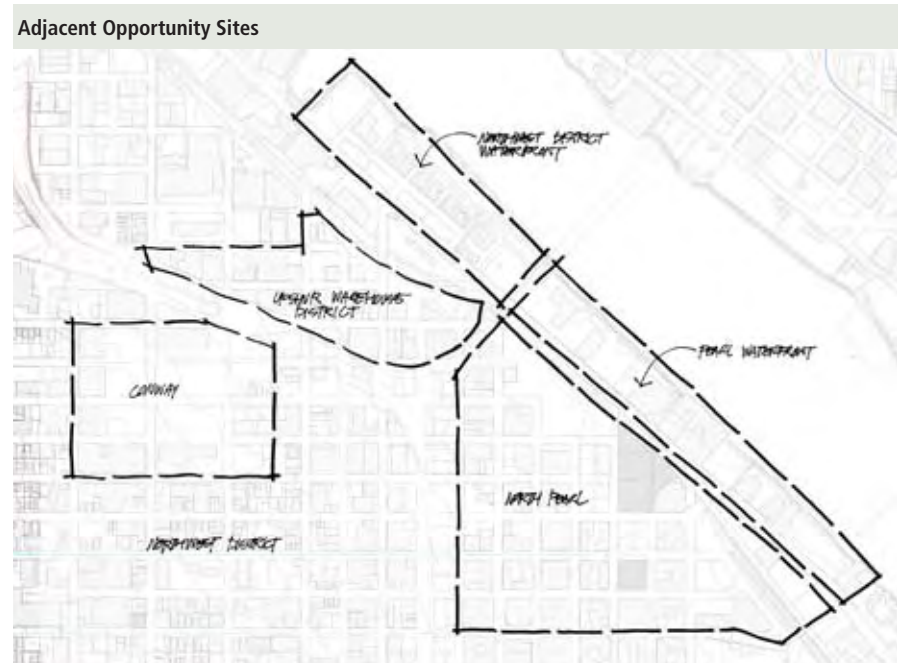 Adjacent Opportunity Sites
NORTHWEST DISTRICT
WATERFRONT
UPSHUR WAREHOUSE
DISTRICT
PEARL WATERFRONT
CONWAY
NORTH PEARL
NORTHWEST DISTRICT